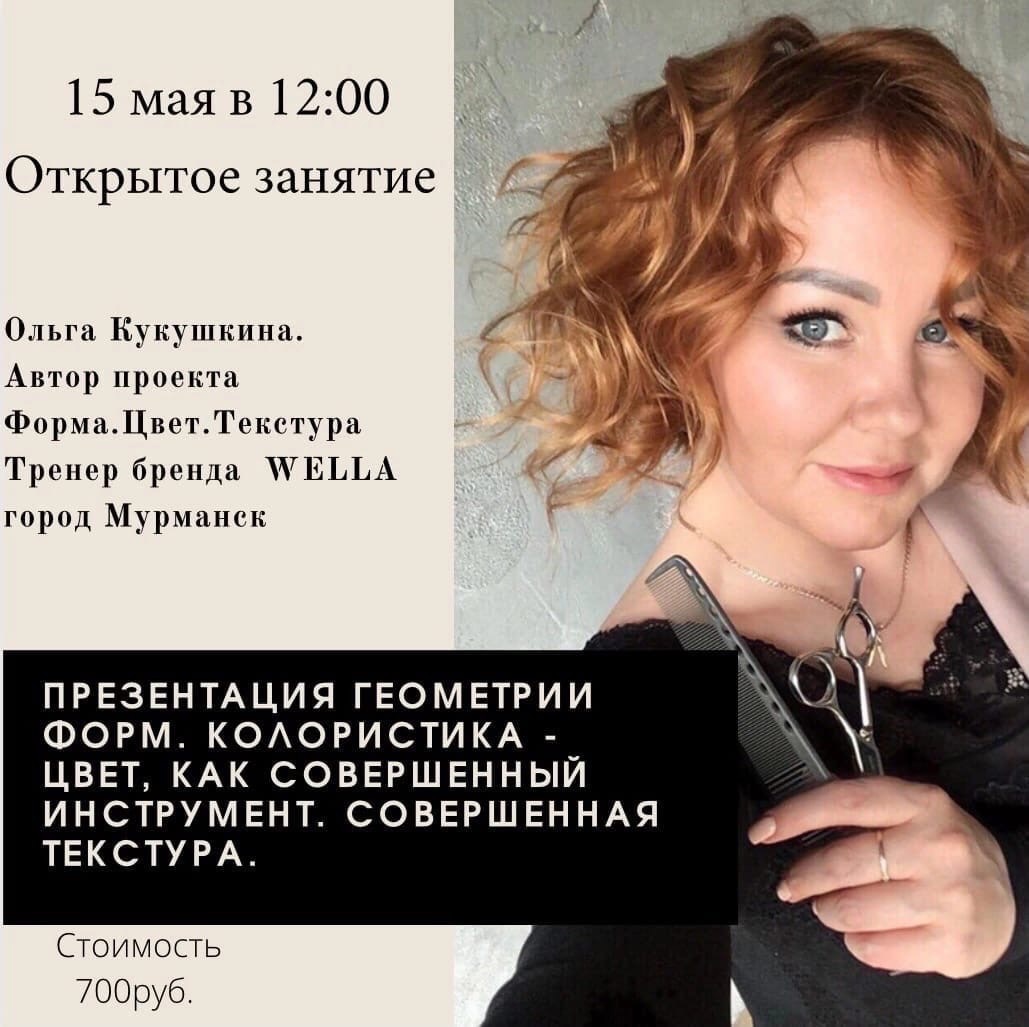 15 мая в 12:00
Открытое занятие
Ольга Кукушкина.
Автор проекта
Форма.Цвет.Текстура
Тренер бренда WELLA
город Мурманск
ПРЕЗЕНТАЦИЯ ГЕОМЕТРИИ
ФОРМ. КОЛОРИСТИКА -
ЦВЕТ, КАК СОВЕРШЕННЫЙ
ИНСТРУМЕНТ. СОВЕРШЕННАЯ
ТЕКСТУРА.
Стоимость
700руб.